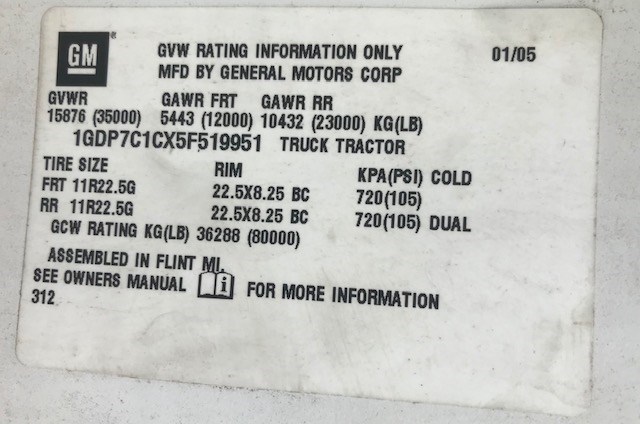 GM®
GVW RATING INFORMATION ONLY 01/05
MFD BY GENERAL MOTORS CORP
GVWR GAWR FRT GAWR RR
15876 (35000) 5443 (12000) 10432 (23000) KG(LB)
1GDP7C1CX5F519951 TRUCK TRACTOR
TIRE SIZE RIM KPA(PSI) COLD
FRT 11R22.5G 22.5X8.25 BC 720(105)
RR 11R22.5G 22.5X8.25 BC 720(105) DUAL
GCW RATING KG(LB) 36288 (80000)
ASSEMBLED IN FLINT MI.
SEE OWNERS MANUAL i FOR MORE INFORMATION
312